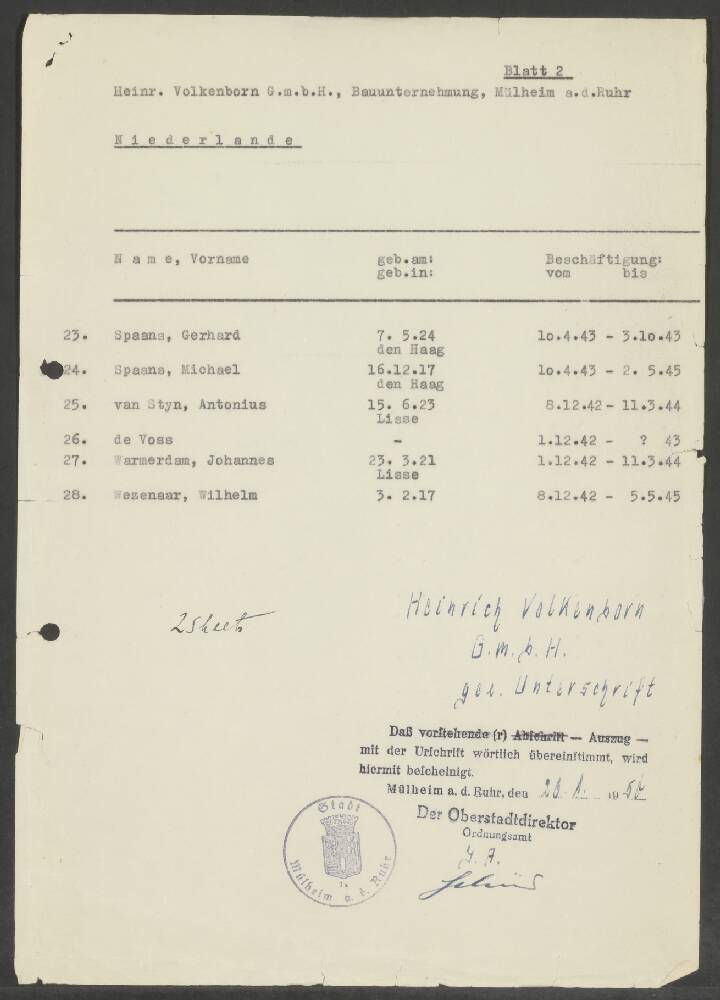 Blatt 2
Heinr. Volkenborn G.m.b.H., Bauunternehmung, Mülheim a.d.Ruhr
Niederlande
Name, Vorname geb.am: Beschäftigung:
geb.in: vom bis
23. Spaans, Gerhard 7. 5.24 10.4.43 - 3.10.43
den Haag
24. Spaans, Michael 16.12.17 10.4.43 - 2. 5.45
den Haag
25. van Styn, Antonius 15. 6.23 8.12.42- 11.3.44
Lisse
26. de Voss - 1.12.42 - ? 43
27. Warmerdam, Johannes 23. 3.21 1.12.42 - 11.3.44
Lisse
28. Wezenaar, Wilhelm 3. 2.17 8.12.42 - 5.5.45
2 Sheets
Heinrich Volkenborn
G.m.b.H.
gez. Unterschrift
Daß vorstehende (r) Abschrift — Auszug —
mit der Urschrift wörtlich übereinstimmt, wird
hiermit bescheinigt.
Mülheim a. d. Ruhr, den 1950
Der Oberstadtdirektor
Ordnungsamt
J. A.
Stadt
Mülheim a. d. Ruhr